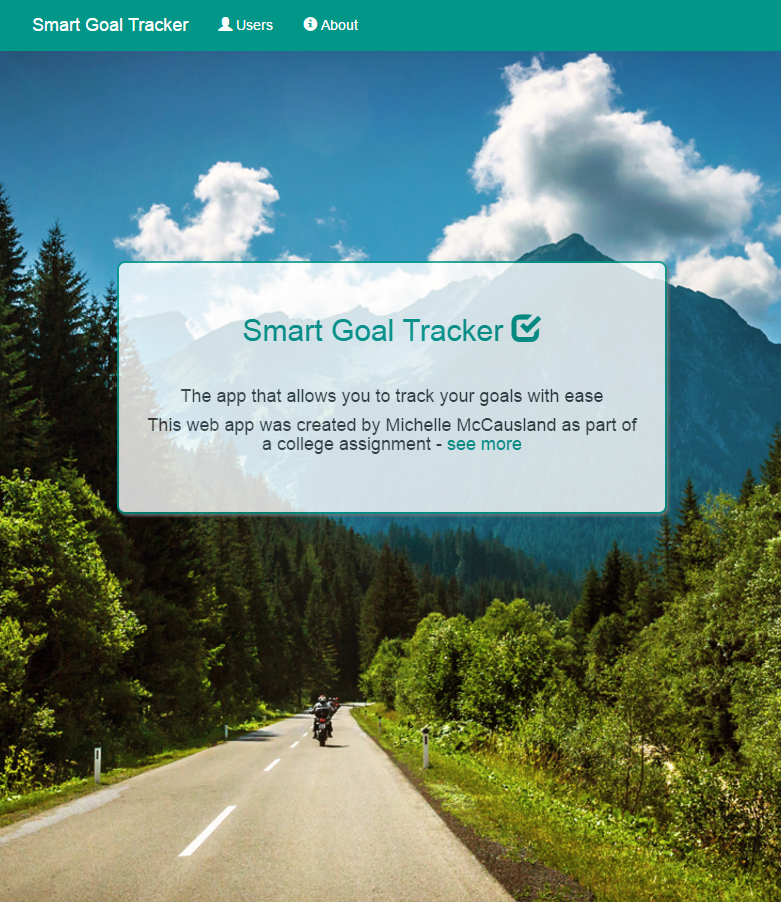 Smart Goal Tracker Users About
Smart Goal Tracker
The app that allows you to track your goals with ease
This web app was created by Michelle McCausland as part of
a college assignment - see more